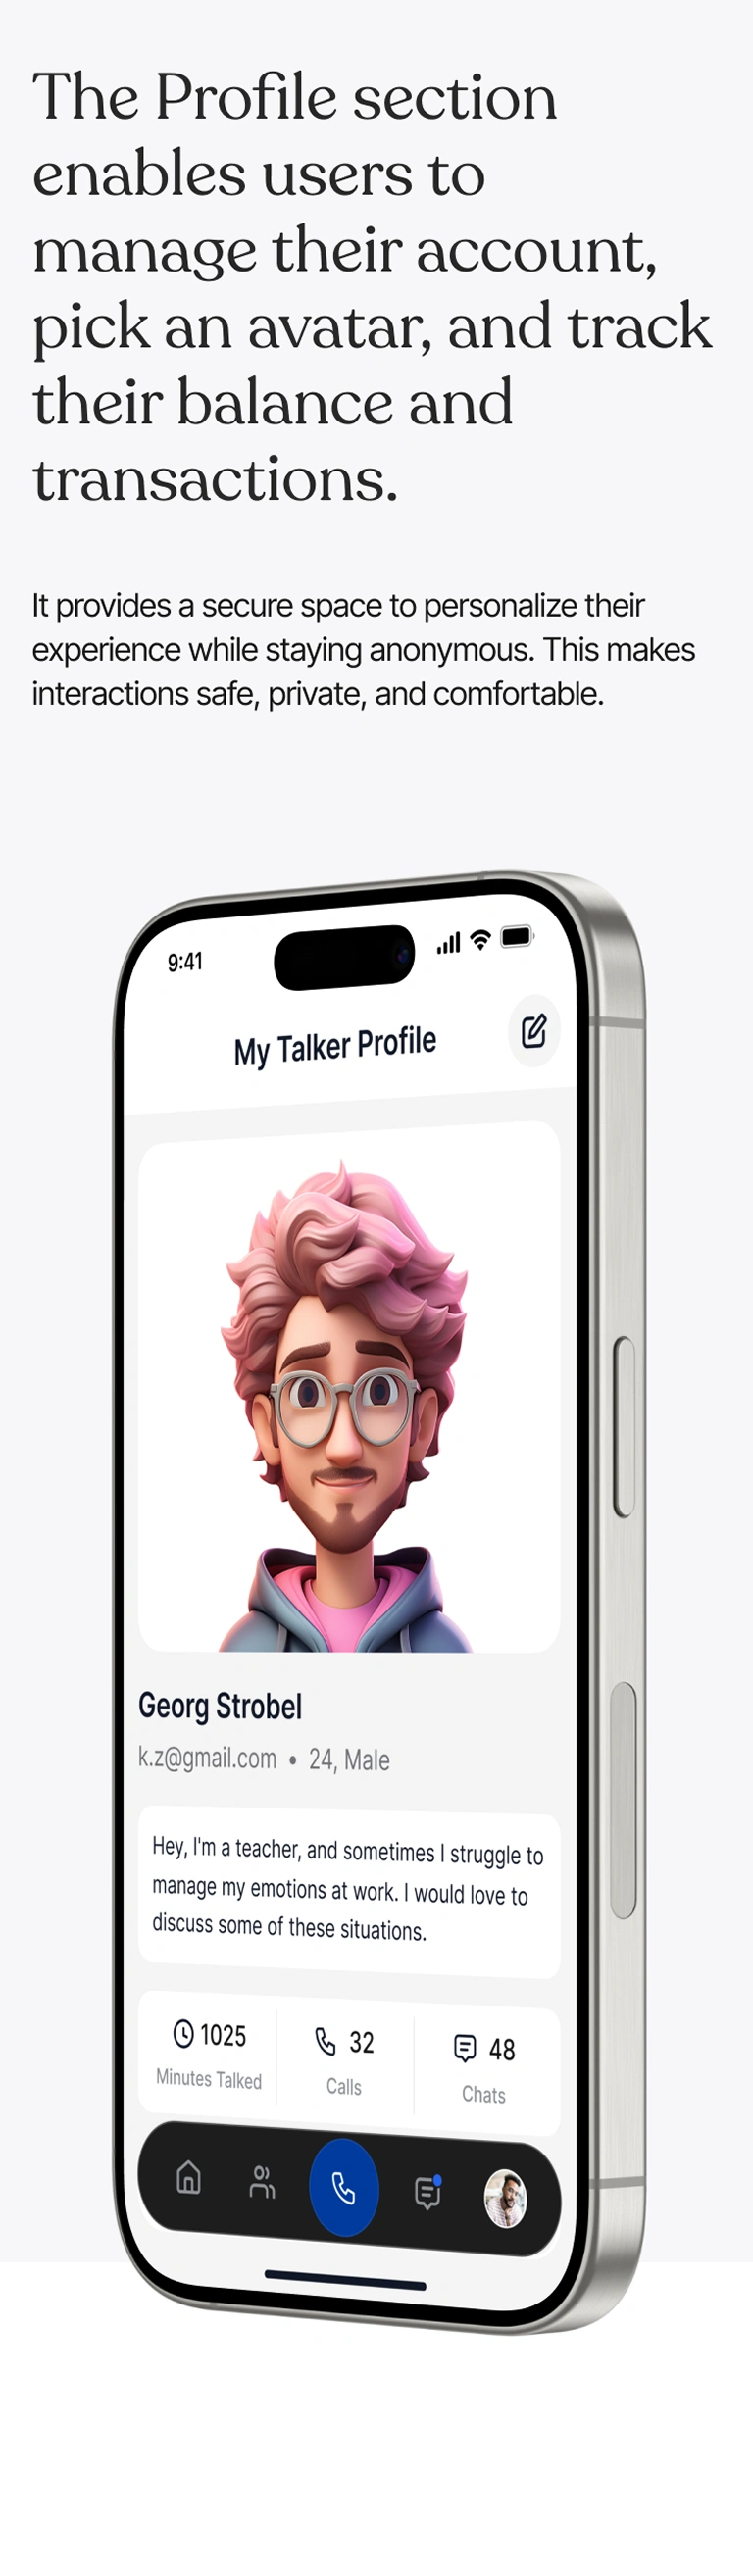 The Profile section
enables users to
manage their account,
pick an avatar, and track
their balance and
transactions.
It provides a secure space to personalize their
experience while staying anonymous. This makes
interactions safe, private, and comfortable.
9:41
My Talker Profile
Georg Strobel
k.z@gmail.com • 24, Male
Hey, I'm a teacher, and sometimes I struggle to
manage my emotions at work. I would love to
discuss some of these situations.
1025 32 48
Minutes Talked Calls Chats